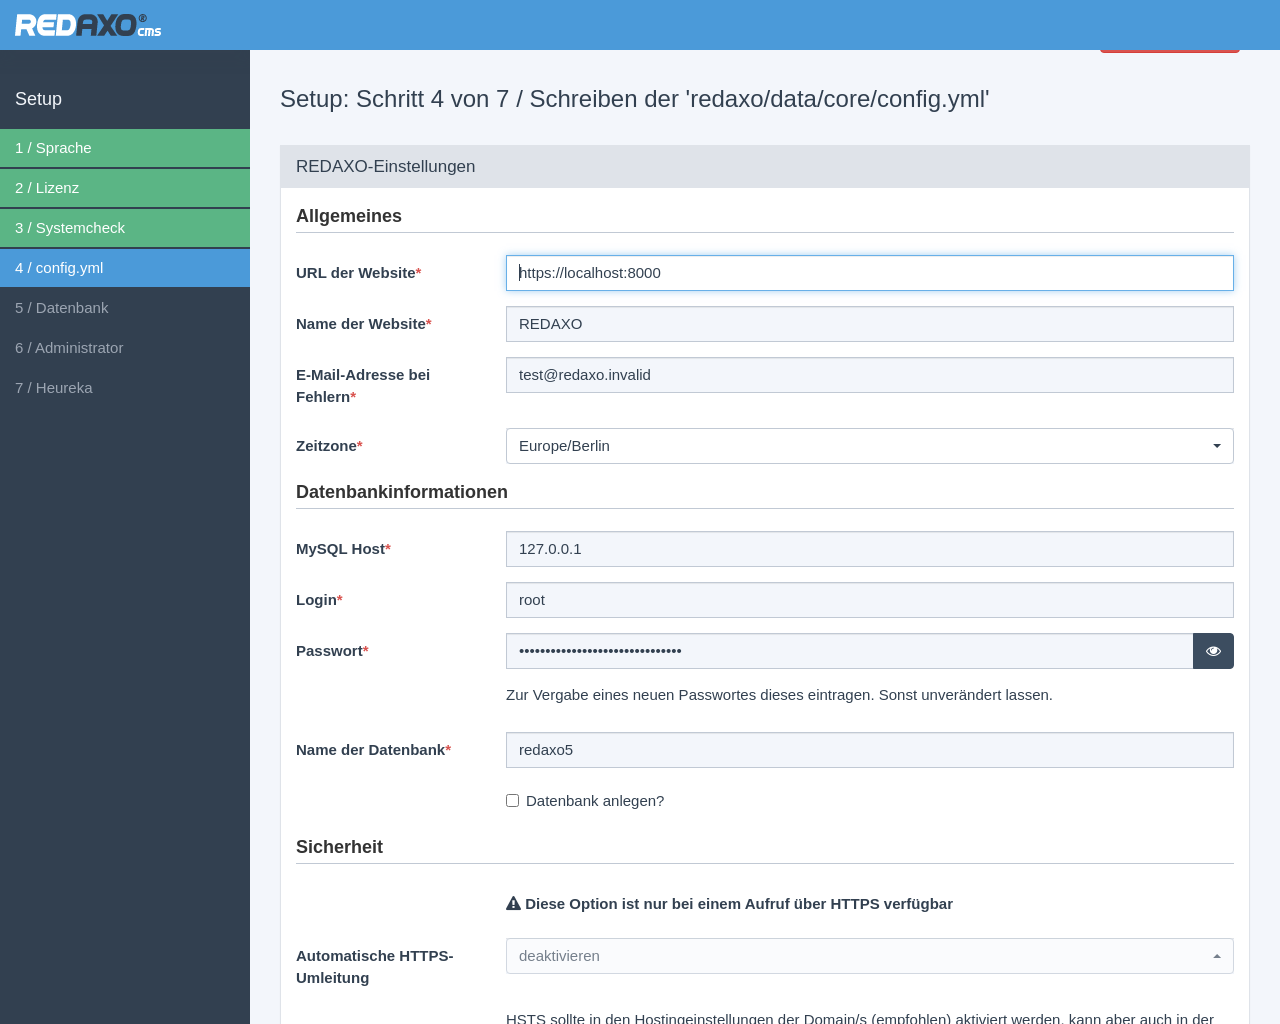 REDAXO® cms
Setup
1 / Sprache
2 / Lizenz
3 / Systemcheck
4 / config.yml
5 / Datenbank
6 / Administrator
7 / Heureka
Setup: Schritt 4 von 7 / Schreiben der 'redaxo/data/core/config.yml'
REDAXO-Einstellungen
Allgemeines
URL der Website*
https://localhost:8000
Name der Website*
REDAXO
E-Mail-Adresse bei
Fehlern*
test@redaxo.invalid
Zeitzone*
Europe/Berlin
Datenbankinformationen
MySQL Host*
127.0.0.1
Login*
root
Passwort*
•••••••••••••••••••••••••••••••
Zur Vergabe eines neuen Passwortes dieses eintragen. Sonst unverändert lassen.
Name der Datenbank*
redaxo5
Datenbank anlegen?
Sicherheit
Diese Option ist nur bei einem Aufruf über HTTPS verfügbar
Automatische HTTPS-
Umleitung
deaktivieren
HSTS sollte in den Hostingeinstellungen der Domain/s (empfohlen) aktiviert werden, kann aber auch in der